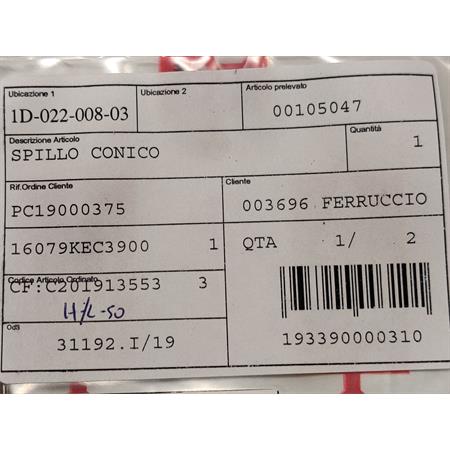 Ubicazione 1
Ubicazione 2
Articolo prelevato
1D-022-008-03
00105047
Descrizione Articolo
Quantità
SPILLO CONICO
1
Rif.Ordine Cliente
Cliente
PC19000375
003696 FERRUCCIO
16079KEC3900 1
QTA 1/ 2
Codice Articolo Ordinato
CF:C201913553 3
H/L-50
OdS
31192.I/19
193390000310